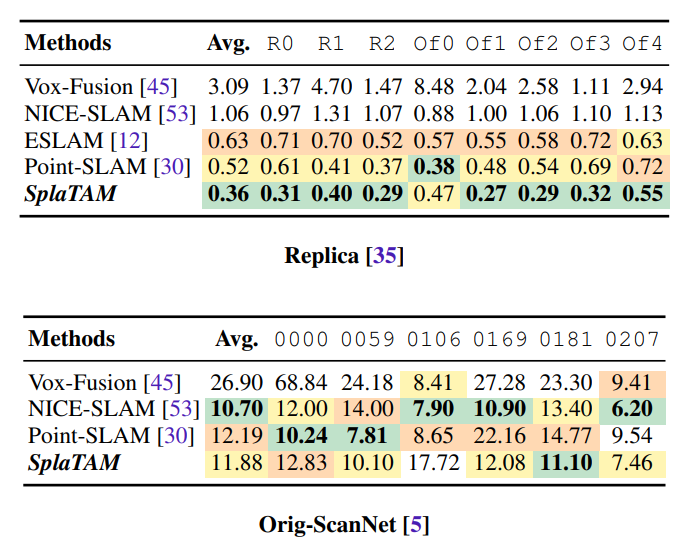 Methods Avg. R0 R1 R2 Of0 Of1 Of2 Of3 Of4
Vox-Fusion [45] 3.09 1.37 4.70 1.47 8.48 2.04 2.58 1.11 2.94
NICE-SLAM [53] 1.06 0.97 1.31 1.07 0.88 1.00 1.06 1.10 1.13
ESLAM [12] 0.63 0.71 0.70 0.52 0.57 0.55 0.58 0.72 0.63
Point-SLAM [30] 0.52 0.61 0.41 0.37 0.38 0.48 0.54 0.69 0.72
SplaTAM 0.36 0.31 0.40 0.29 0.47 0.27 0.29 0.32 0.55
Replica [35]
Methods Avg. 0000 0059 0106 0169 0181 0207
Vox-Fusion [45] 26.90 68.84 24.18 8.41 27.28 23.30 9.41
NICE-SLAM [53] 10.70 12.00 14.00 7.90 10.90 13.40 6.20
Point-SLAM [30] 12.19 10.24 7.81 8.65 22.16 14.77 9.54
SplaTAM 11.88 12.83 10.10 17.72 12.08 11.10 7.46
Orig-ScanNet [5]